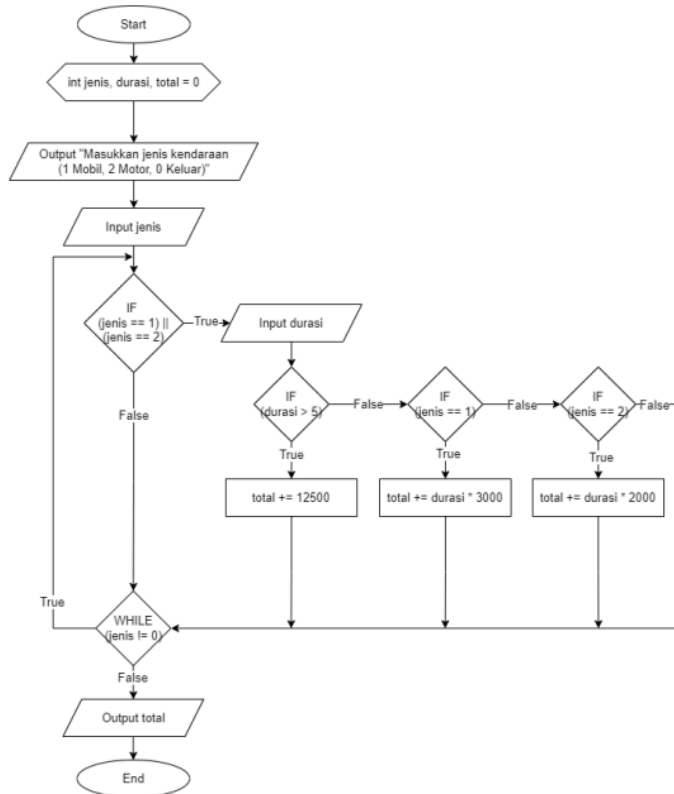 Start
int jenis, durasi, total = 0
Output "Masukkan jenis kendaraan
(1 Mobil, 2 Motor, 0 Keluar)"
Input jenis
IF
(jenis == 1) ||
(jenis == 2)
True
Input durasi
False
IF
(durasi > 5)
False
IF
(jenis == 1)
False
IF
(jenis == 2)
False
True
True
True
total += 12500
total += durasi * 3000
total += durasi * 2000
True
WHILE
(jenis != 0)
False
Output total
End